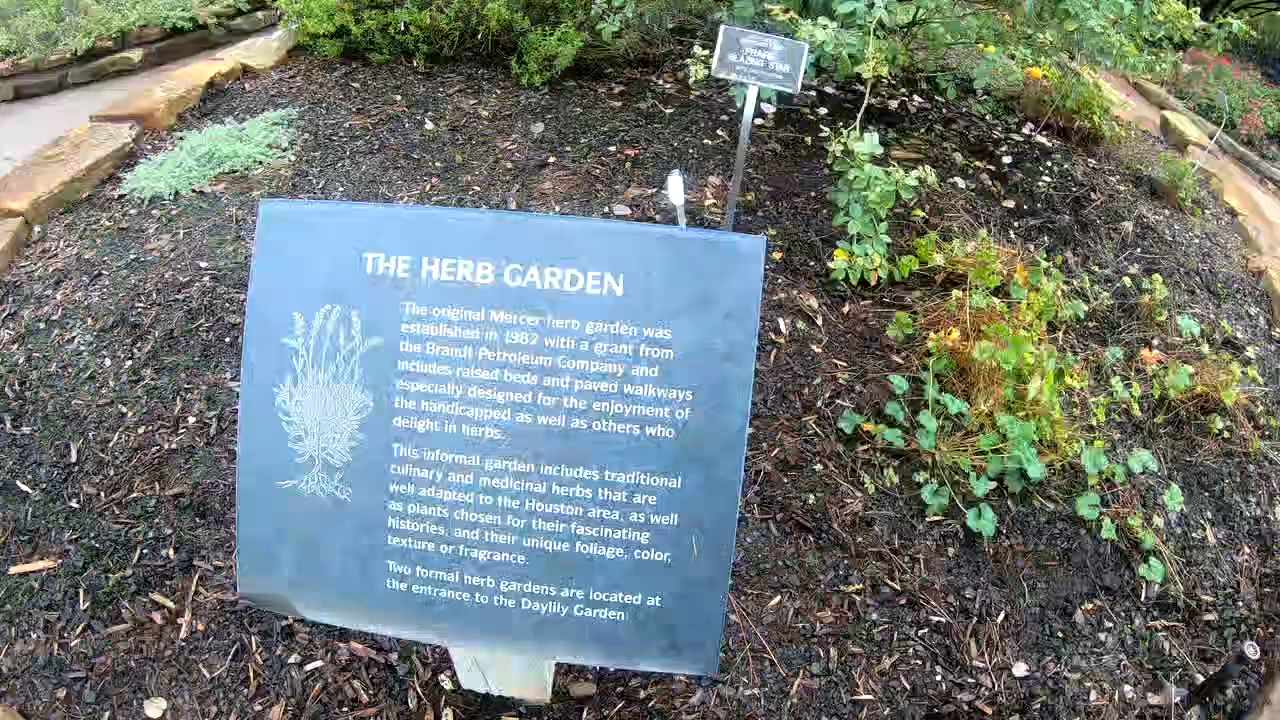 PRAIRIE
BLAZING STAR
THE HERB GARDEN
The original Mercer herb garden was
established in 1982 with a grant from
the Brandt Petroleum Company and
includes raised beds and paved walkways
especially designed for the enjoyment of
the handicapped as well as others who
delight in herbs.
This informal garden includes traditional
culinary and medicinal herbs that are
well adapted to the Houston area, as well
as plants chosen for their fascinating
histories, and their unique foliage, color,
texture or fragrance.
Two formal herb gardens are located at
the entrance to the Daylily Garden